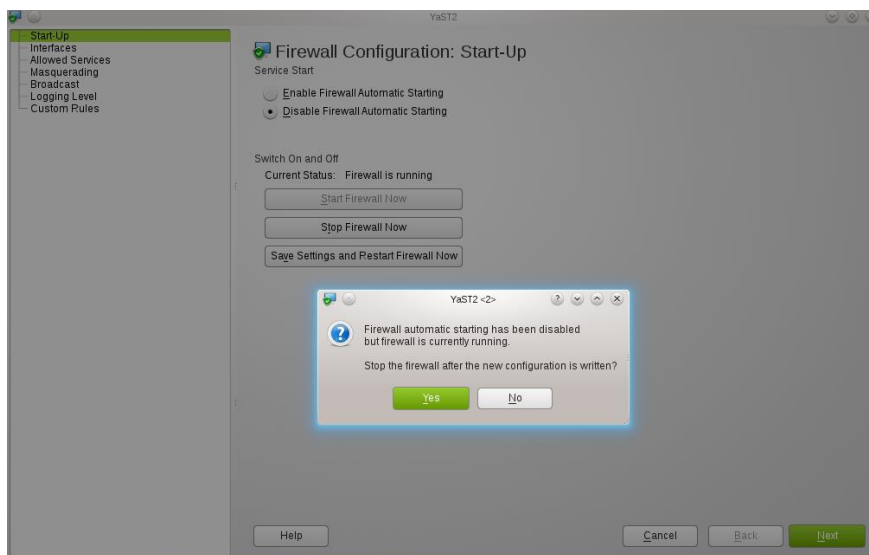 YaST2
Start-Up
Interfaces
Allowed Services
Masquerading
Broadcast
Logging Level
Custom Rules
Firewall Configuration: Start-Up
Service Start
Enable Firewall Automatic Starting
Disable Firewall Automatic Starting
Switch On and Off
Current Status: Firewall is running
Start Firewall Now
Stop Firewall Now
Save Settings and Restart Firewall Now
YaST2 <2>
Firewall automatic starting has been disabled
but firewall is currently running.
Stop the firewall after the new configuration is written?
Yes
No
Help
Cancel
Back
Next